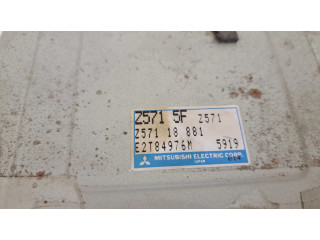 Z571 5F Z571
Z571 18 881
E2T84976M 5919
MITSUBISHI ELECTRIC CORP.
JAPAN